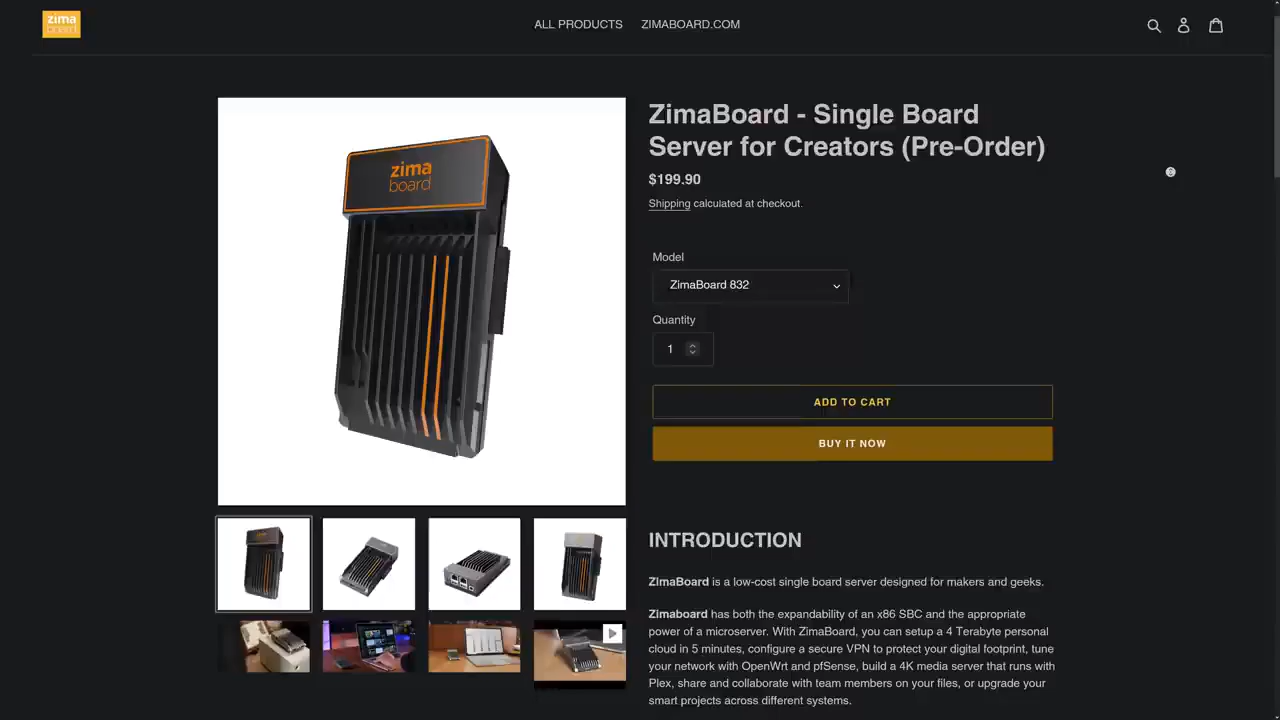 zima
board
ALL PRODUCTS
ZIMABOARD.COM
zima
board
ZimaBoard - Single Board
Server for Creators (Pre-Order)
$199.90
Shipping calculated at checkout.
Model
ZimaBoard 832
Quantity
1
ADD TO CART
BUY IT NOW
INTRODUCTION
ZimaBoard is a low-cost single board server designed for makers and geeks.
Zimaboard has both the expandability of an x86 SBC and the appropriate
power of a microserver. With ZimaBoard, you can setup a 4 Terabyte personal
cloud in 5 minutes, configure a secure VPN to protect your digital footprint, tune
your network with OpenWrt and pfSense, build a 4K media server that runs with
Plex, share and collaborate with team members on your files, or upgrade your
smart projects across different systems.